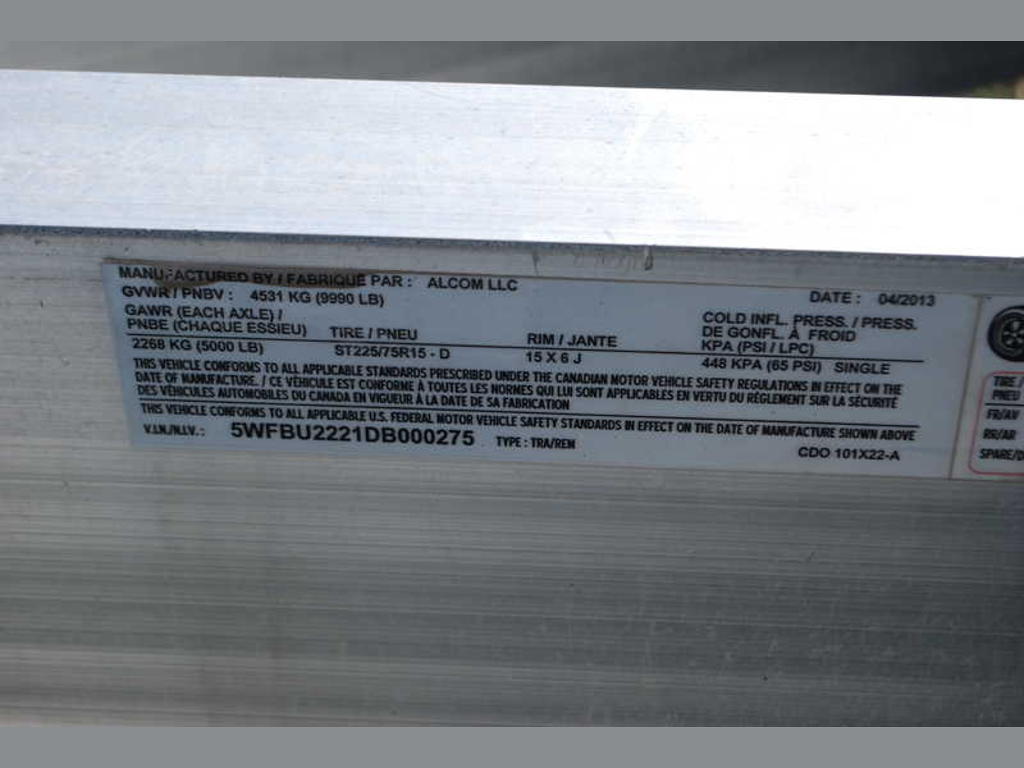 MANUFACTURED BY / FABRIQUE PAR : ALCOM LLC
GVWR / PNBV : 4531 KG (9990 LB) DATE : 04/2013
GAWR (EACH AXLE) /
PNBE (CHAQUE ESSIEU) TIRE / PNEU RIM / JANTE
COLD INFL. PRESS. / PRESS.
DE GONFL. À FROID
KPA (PSI / LPC)
2268 KG (5000 LB) ST225/75R15 - D 15 X 6 J 448 KPA (65 PSI) SINGLE
THIS VEHICLE CONFORMS TO ALL APPLICABLE STANDARDS PRESCRIBED UNDER THE CANADIAN MOTOR VEHICLE SAFETY REGULATIONS IN EFFECT ON THE
DATE OF MANUFACTURE. / CE VÉHICULE EST CONFORME À TOUTES LES NORMES QUI LUI SONT APPLICABLES EN VERTU DU RÉGLEMENT SUR LA SÉCURITÉ
DES VÉHICULES AUTOMOBILES DU CANADA EN VIGUEUR À LA DATE DE SA FABRICATION
THIS VEHICLE CONFORMS TO ALL APPLICABLE U.S. FEDERAL MOTOR VEHICLE SAFETY STANDARDS IN EFFECT ON THE DATE OF MANUFACTURE SHOWN ABOVE
V.I.N./N.I.V.: 5WFBU2221DB000275 TYPE : TRA/REM CDO 101X22-A
TIRE /
PNEU
FR/AV
RR/AR
SPARE/D